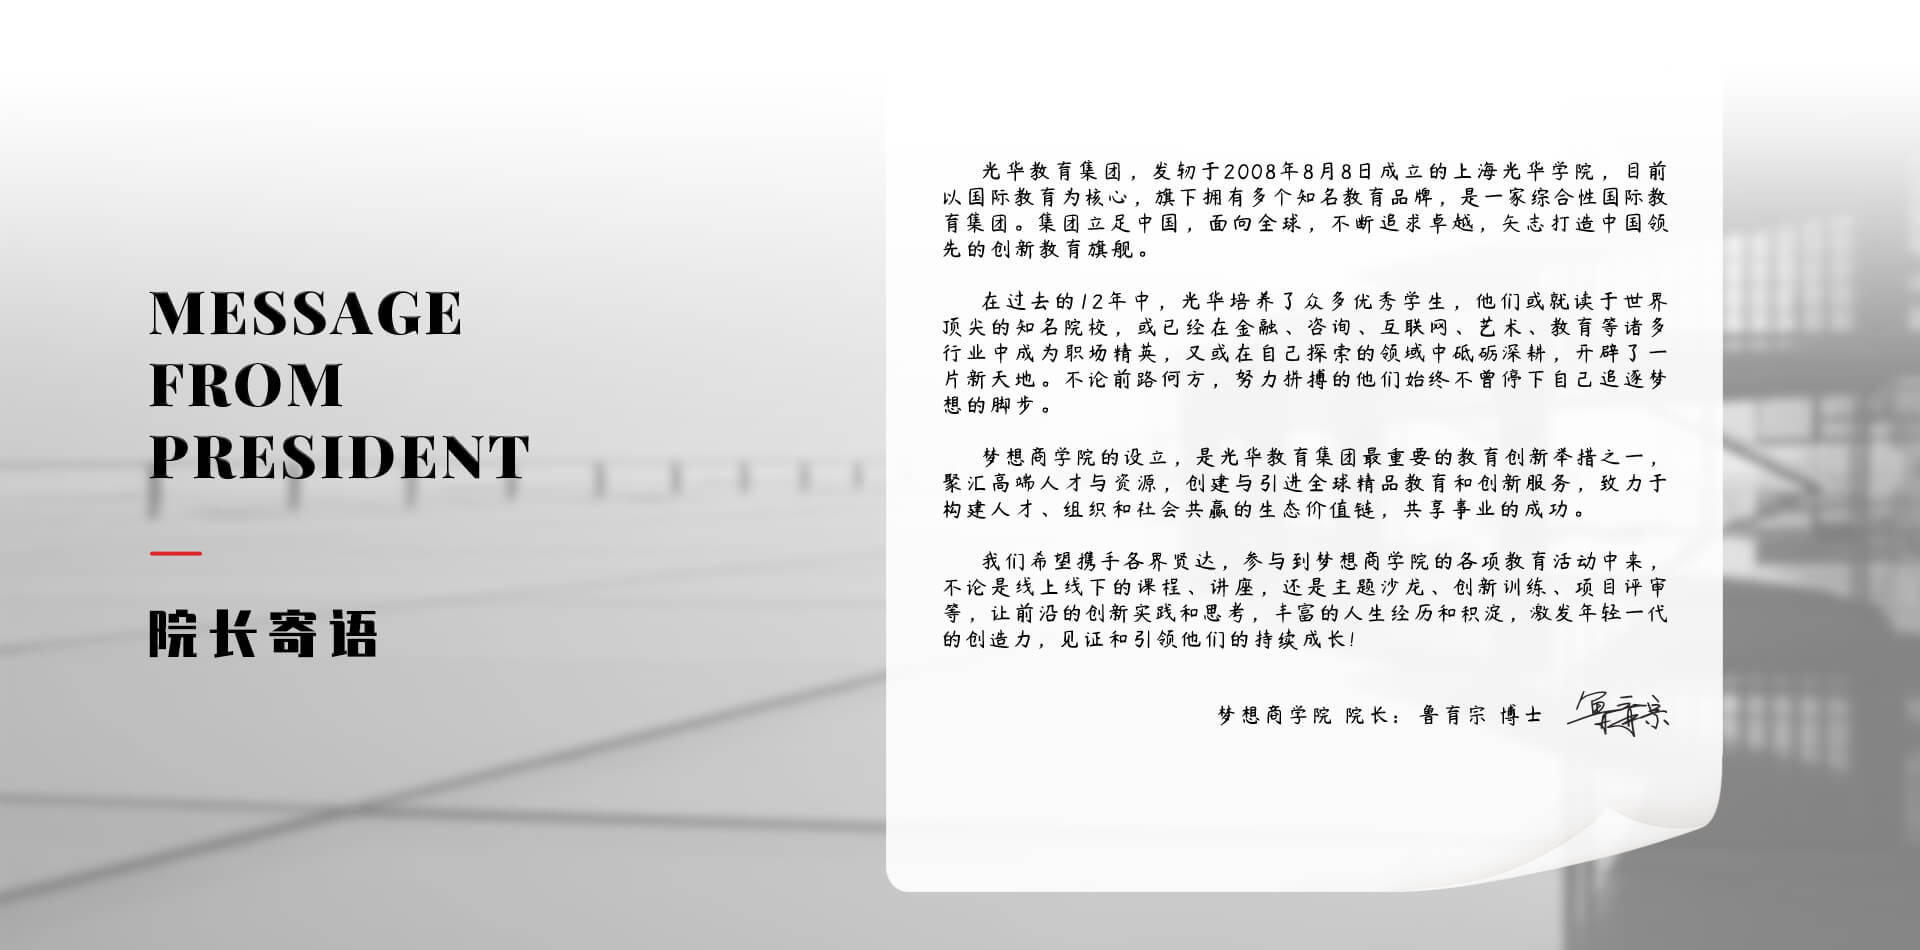 MESSAGE
FROM
PRESIDENT
院长寄语
光华教育集团，发轫于2008年8月8日成立的上海光华学院，目前
以国际教育为核心，旗下拥有多个知名教育品牌，是一家综合性国际教
育集团。集团立足中国，面向全球，不断追求卓越，矢志打造中国领
先的创新教育旗舰。
在过去的12年中，光华培养了众多优秀学生，他们或就读于世界
顶尖的知名院校，或已经在金融、咨询、互联网、艺术、教育等诸多
行业中成为职场精英，又或在自己探索的领域中砥砺深耕，开辟了一
片新天地。不论前路何方，努力拼搏的他们始终不曾停下自己追逐梦
想的脚步。
梦想商学院的设立，是光华教育集团最重要的教育创新举措之一，
聚汇高端人才与资源，创建与引进全球精品教育和创新服务，致力于
构建人才、组织和社会共赢的生态价值链，共享事业的成功。
我们希望携手各界贤达，参与到梦想商学院的各项教育活动中来，
不论是线上线下的课程、讲座，还是主题沙龙、创新训练、项目评审
等，让前沿的创新实践和思考，丰富的人生经历和积淀，激发年轻一代
的创造力，见证和引领他们的持续成长！
梦想商学院 院长：鲁育宗 博士 鲁育宗